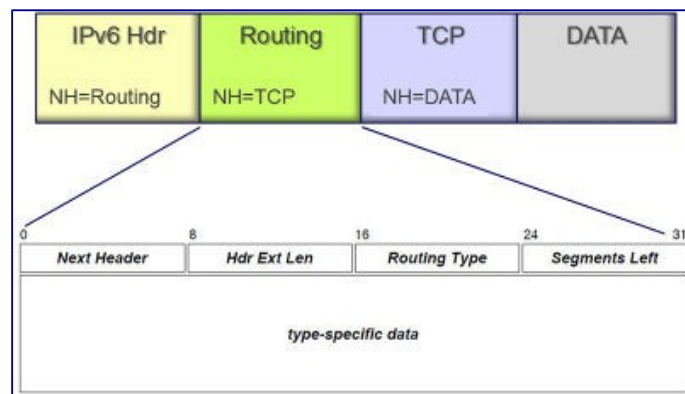 IPv6 Hdr Routing TCP DATA
NH=Routing NH=TCP NH=DATA
0 8 16 24 31
Next Header Hdr Ext Len Routing Type Segments Left
type-specific data